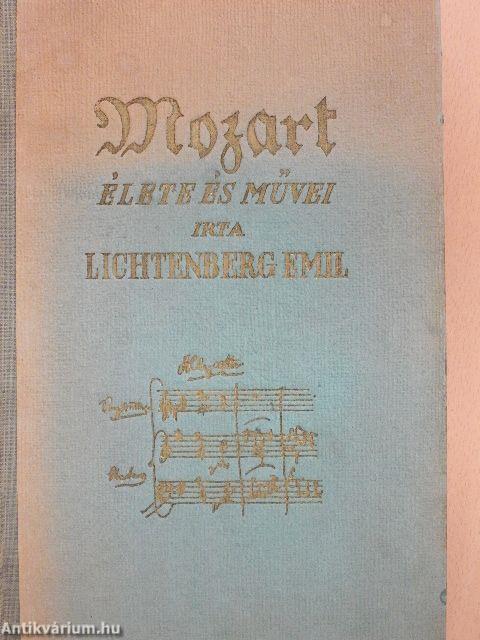 Mozart
ÉLETE ÉS MŰVEI
IRTA
LICHTENBERG EMIL
Antikvárium.hu